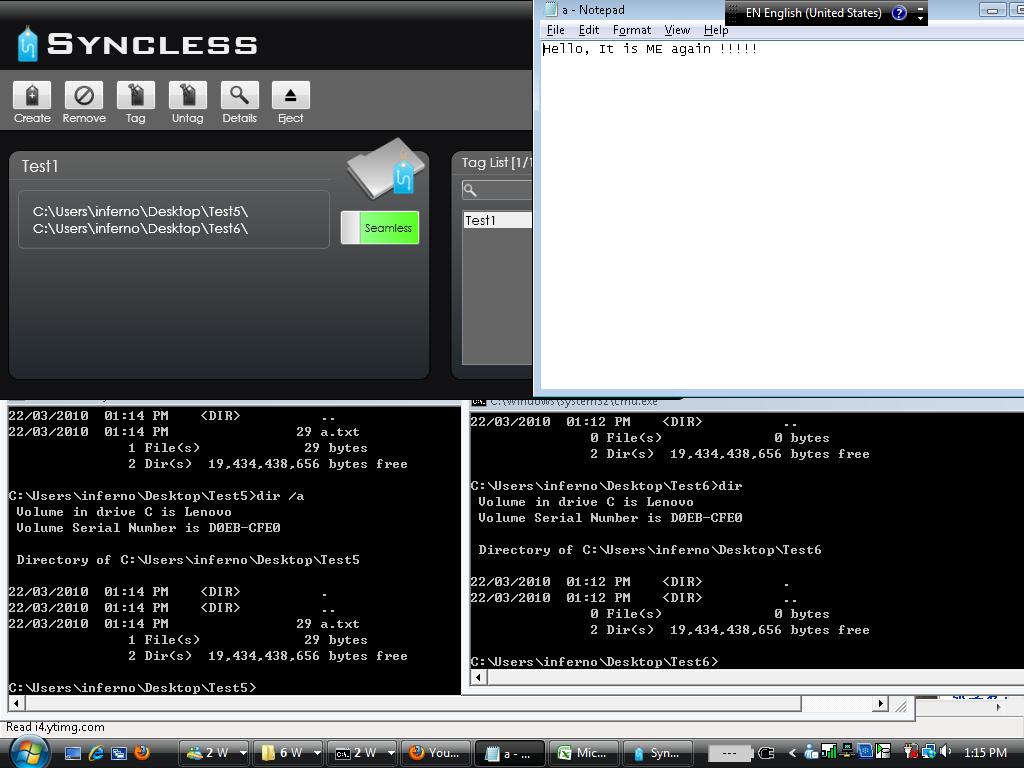 SYNCLESS
Create Remove Tag Untag Details Eject
Test1
C:\Users\inferno\Desktop\Test5\
C:\Users\inferno\Desktop\Test6\
Seamless
Tag List [1/1
Test1
a - Notepad
EN English (United States)
File Edit Format View Help
Hello, It is ME again !!!!!
22/03/2010 01:14 PM <DIR> ..
22/03/2010 01:14 PM 29 a.txt
1 File(s) 29 bytes
2 Dir(s) 19,434,438,656 bytes free
C:\Users\inferno\Desktop\Test5>dir /a
Volume in drive C is Lenovo
Volume Serial Number is D0EB-CFE0
Directory of C:\Users\inferno\Desktop\Test5
22/03/2010 01:14 PM <DIR> .
22/03/2010 01:14 PM <DIR> ..
22/03/2010 01:14 PM 29 a.txt
1 File(s) 29 bytes
2 Dir(s) 19,434,438,656 bytes free
C:\Users\inferno\Desktop\Test5>
C:\Windows\system32\cmd.exe
22/03/2010 01:12 PM <DIR> ..
0 File(s) 0 bytes
2 Dir(s) 19,434,438,656 bytes free
C:\Users\inferno\Desktop\Test6>dir
Volume in drive C is Lenovo
Volume Serial Number is D0EB-CFE0
Directory of C:\Users\inferno\Desktop\Test6
22/03/2010 01:12 PM <DIR> .
22/03/2010 01:12 PM <DIR> ..
0 File(s) 0 bytes
2 Dir(s) 19,434,438,656 bytes free
C:\Users\inferno\Desktop\Test6>
Read i4.ytimg.com
2 W 6 W 2 W You... a - ... Mic... Syn... --- 1:15 PM